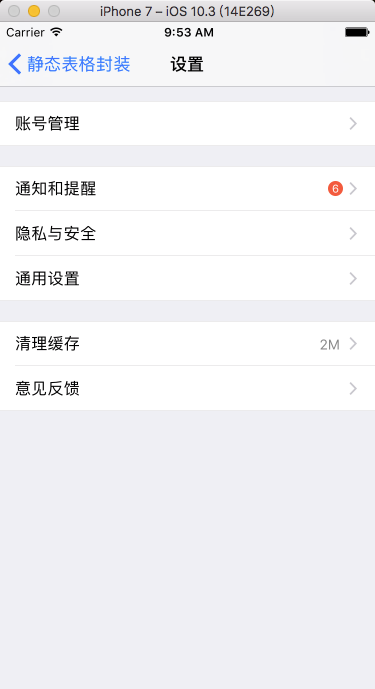 iPhone 7 – iOS 10.3 (14E269)
Carrier 9:53 AM
静态表格封装 设置
账号管理
通知和提醒 6
隐私与安全
通用设置
清理缓存 2M
意见反馈